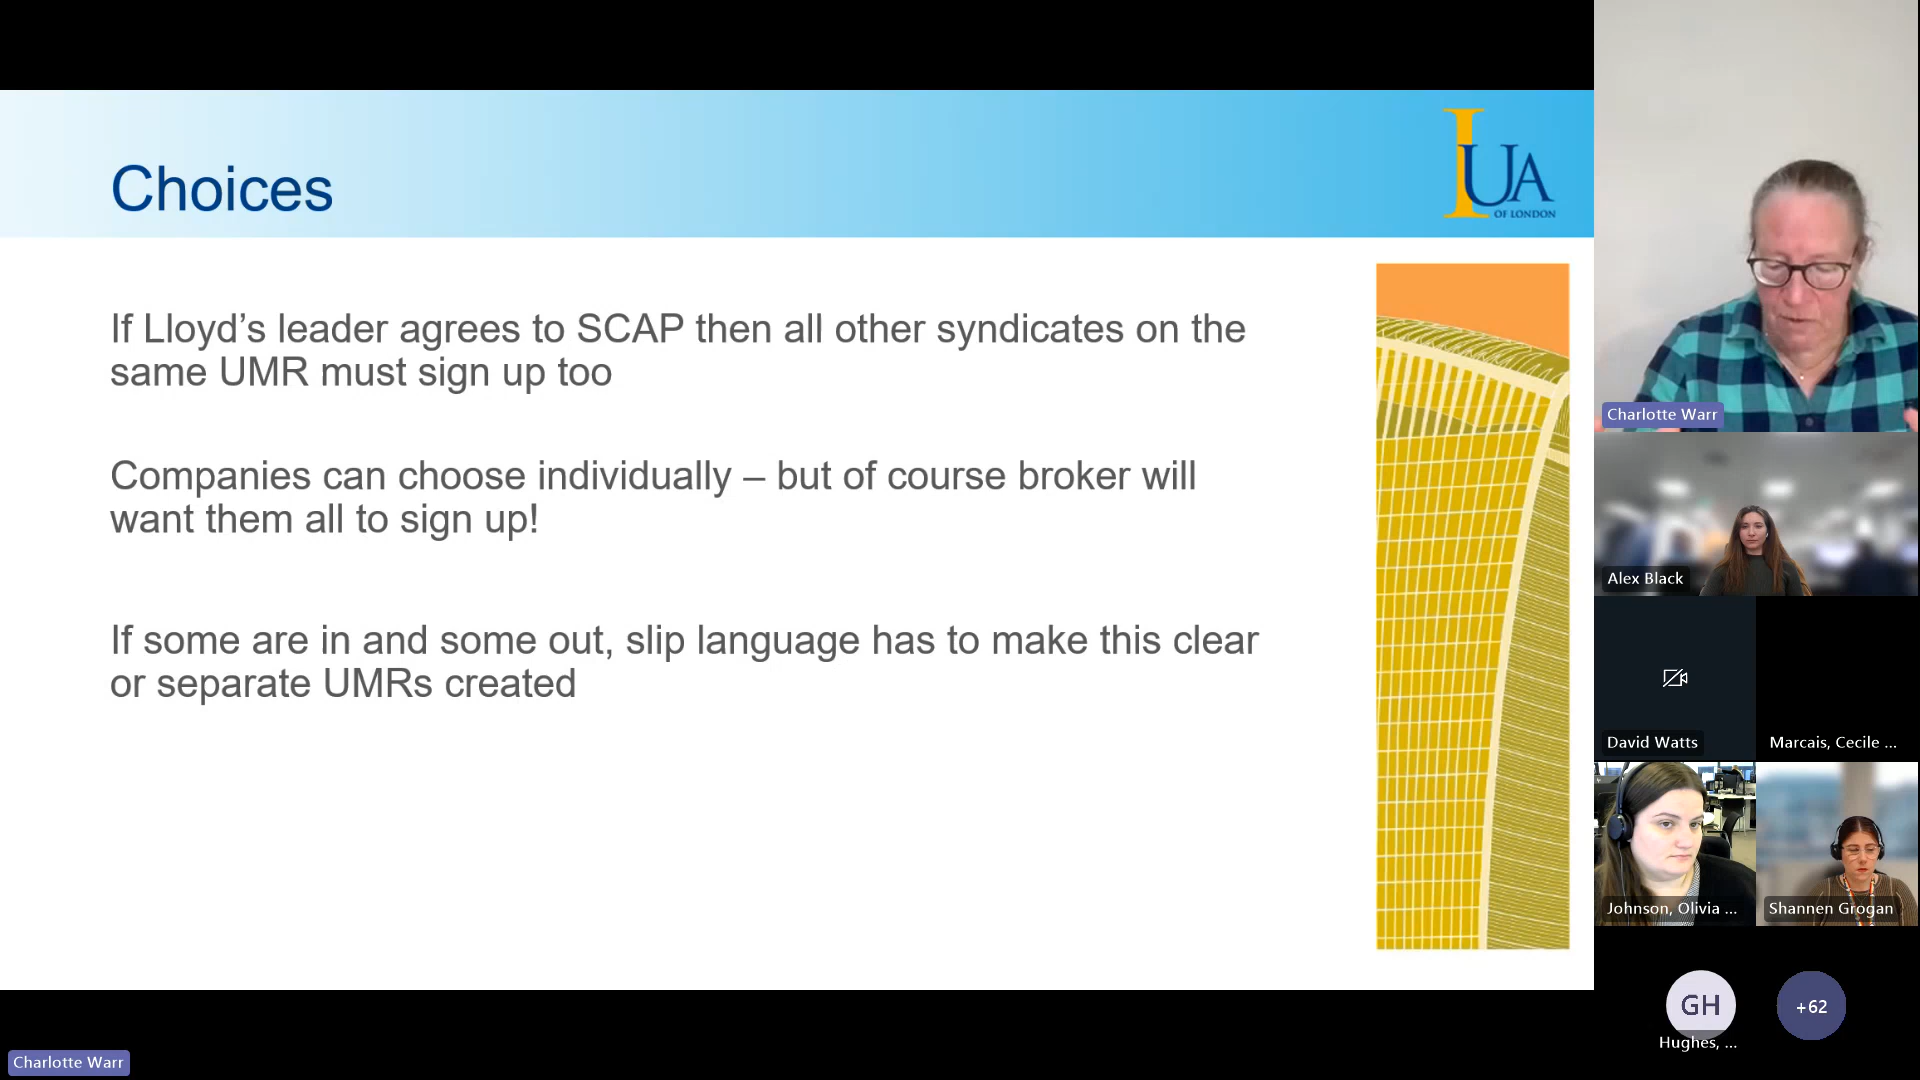 Choices
IUA
OF LONDON
If Lloyd’s leader agrees to SCAP then all other syndicates on the
same UMR must sign up too
Companies can choose individually – but of course broker will
want them all to sign up!
If some are in and some out, slip language has to make this clear
or separate UMRs created
Charlotte Warr
Alex Black
David Watts
Marcais, Cecile ...
Johnson, Olivia ...
Shannen Grogan
GH
+62
Hughes, ...
Charlotte Warr